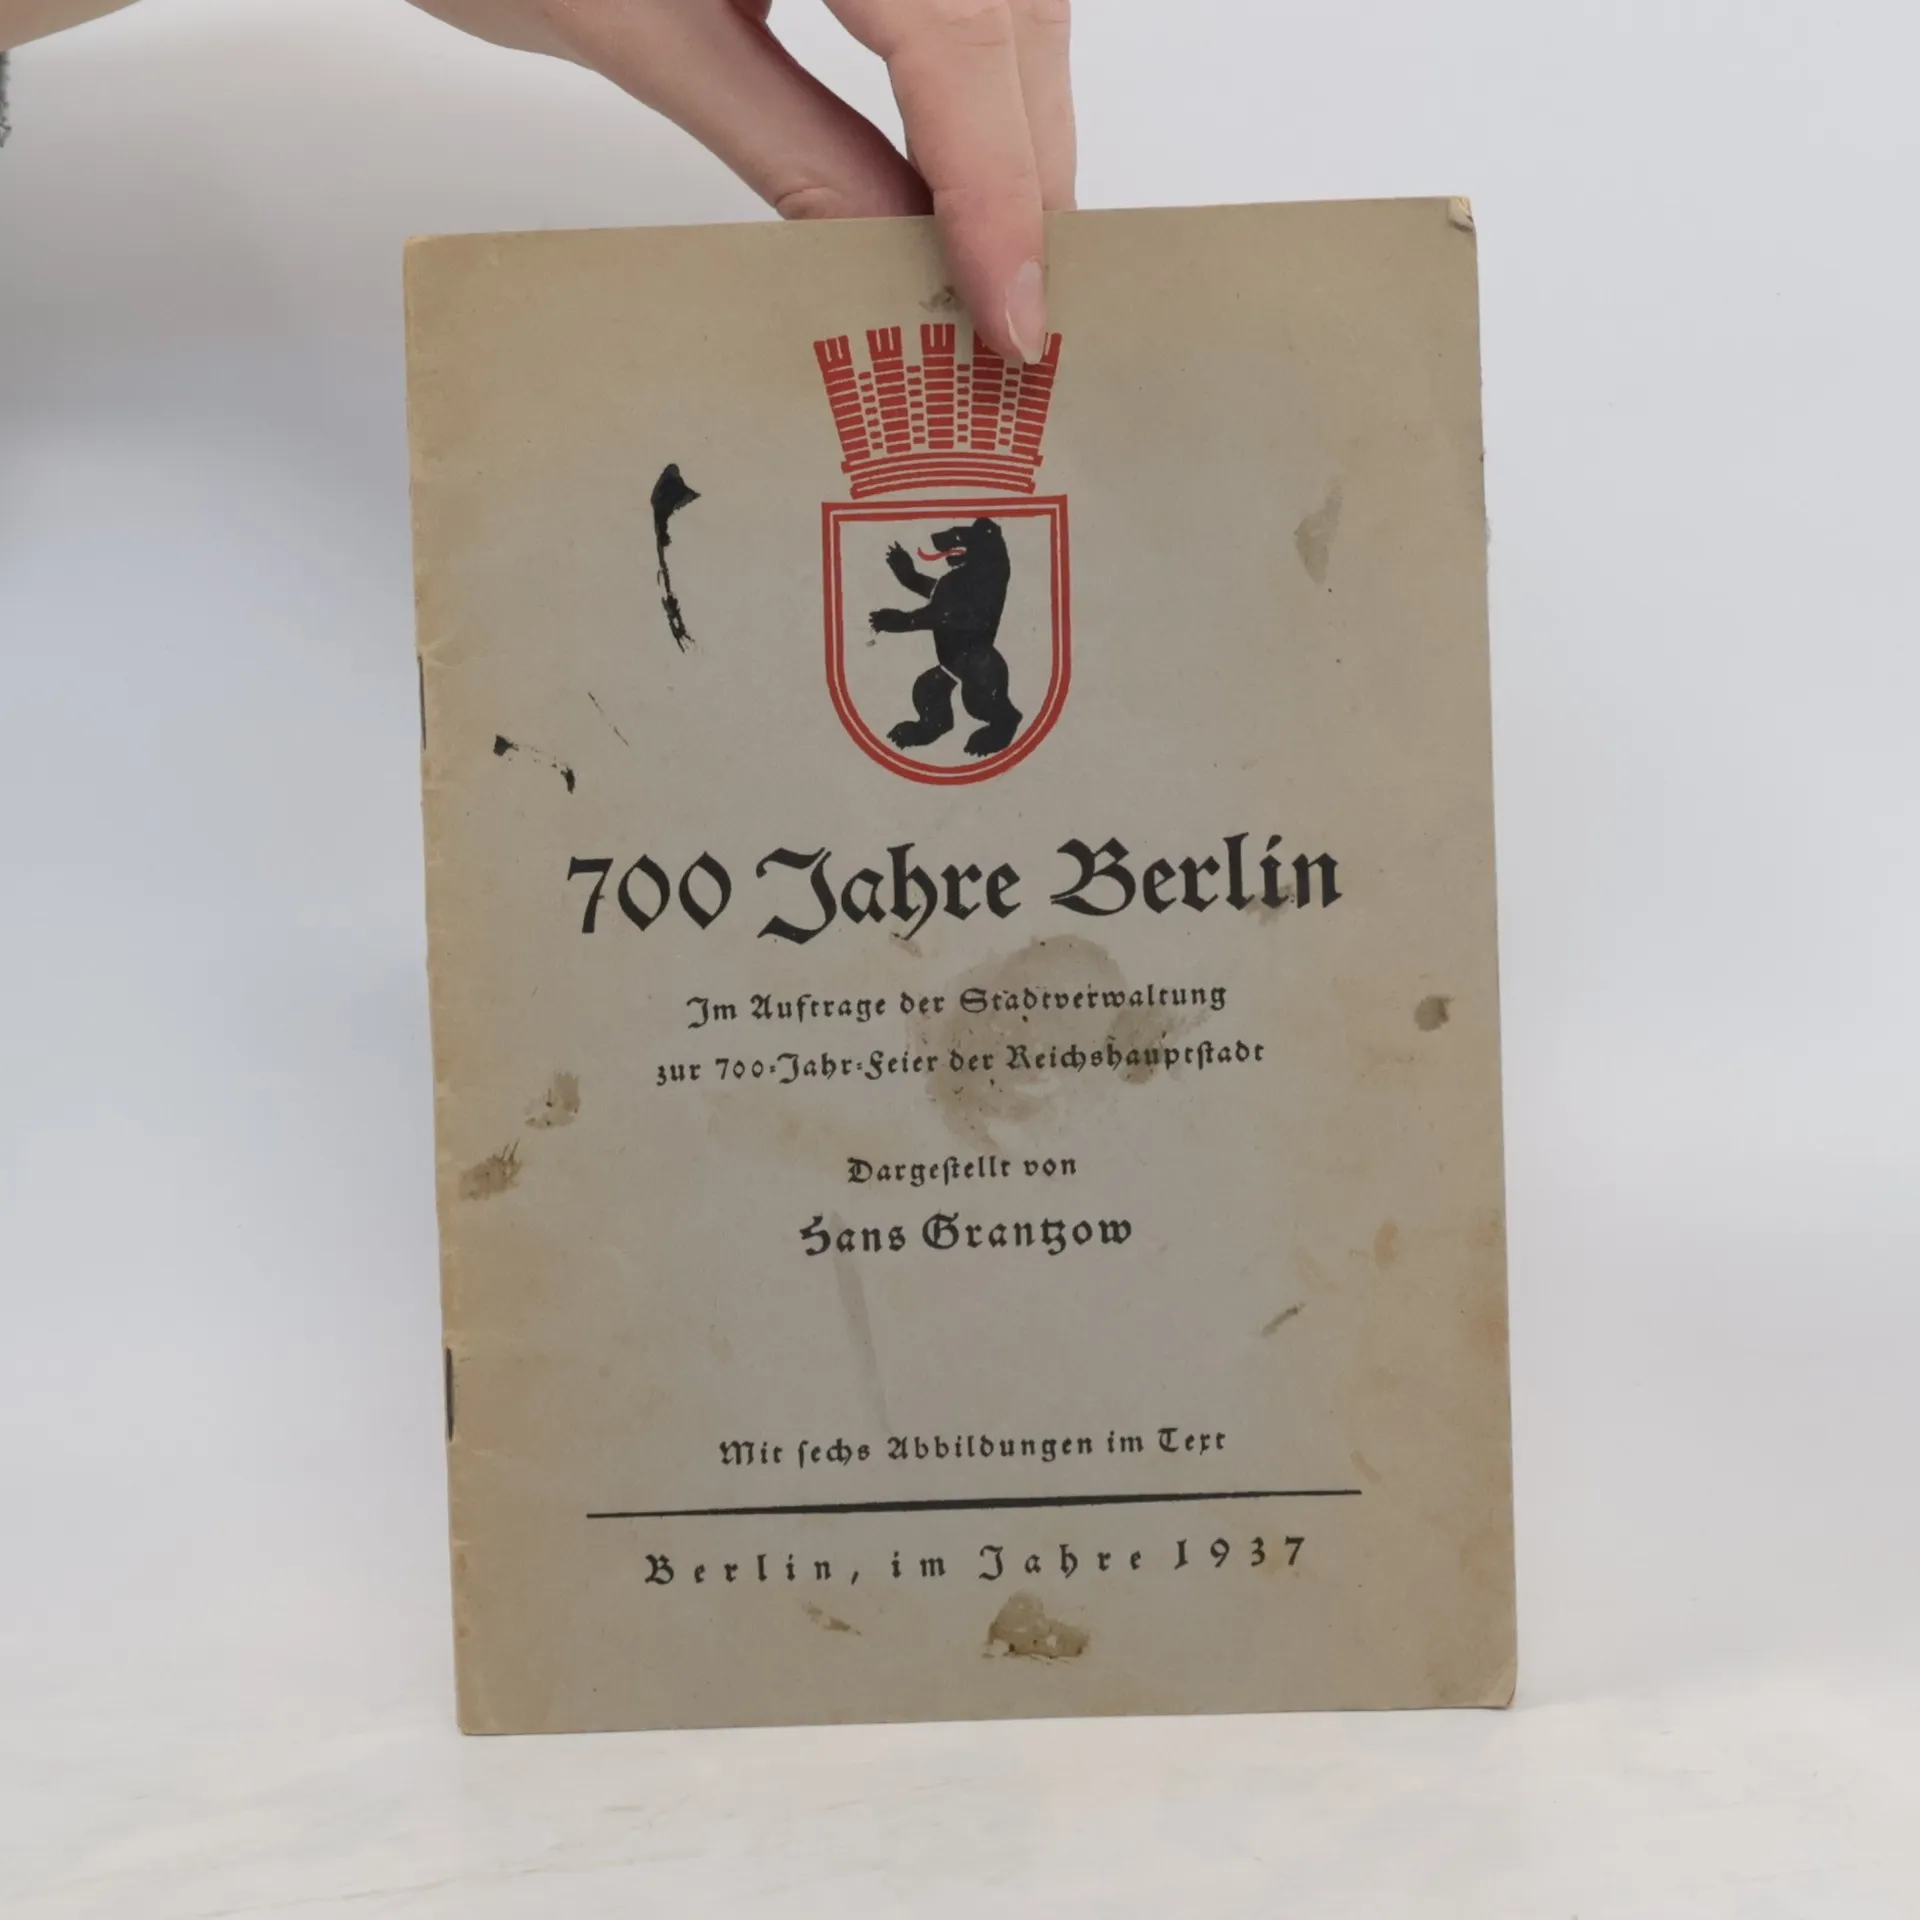 700 Jahre Berlin
Im Auftrage der Stadtverwaltung
zur 700-Jahr-Feier der Reichshauptstadt
Dargestellt von
Hans Grantzow
Mit sechs Abbildungen im Text
Berlin, im Jahre 1937